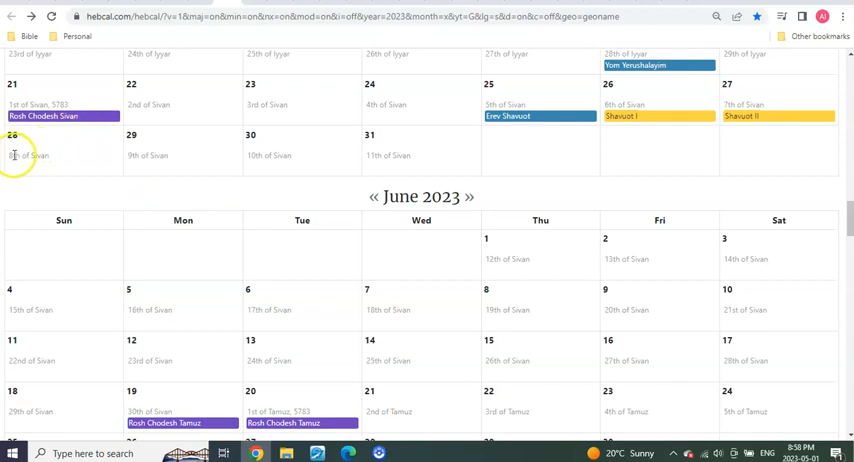 hebcal.com/hebcal/?v=1&maj=on&min=on&nx=on&mod=on&i=off&year=2023&month=x&yt=G&lg=s&d=on&c=off&geo=geoname
AI
Bible Personal Other bookmarks
23rd of Iyyar 24th of Iyyar 25th of Iyyar 26th of Iyyar 27th of Iyyar 28th of Iyyar 29th of Iyyar
Yom Yerushalayim
21 22 23 24 25 26 27
1st of Sivan, 5783 2nd of Sivan 3rd of Sivan 4th of Sivan 5th of Sivan 6th of Sivan 7th of Sivan
Rosh Chodesh Sivan Erev Shavuot Shavuot I Shavuot II
28 29 30 31
8th of Sivan 9th of Sivan 10th of Sivan 11th of Sivan
« June 2023 »
Sun Mon Tue Wed Thu Fri Sat
1 2 3
12th of Sivan 13th of Sivan 14th of Sivan
4 5 6 7 8 9 10
15th of Sivan 16th of Sivan 17th of Sivan 18th of Sivan 19th of Sivan 20th of Sivan 21st of Sivan
11 12 13 14 15 16 17
22nd of Sivan 23rd of Sivan 24th of Sivan 25th of Sivan 26th of Sivan 27th of Sivan 28th of Sivan
18 19 20 21 22 23 24
29th of Sivan 30th of Sivan 1st of Tamuz, 5783 2nd of Tamuz 3rd of Tamuz 4th of Tamuz 5th of Tamuz
Rosh Chodesh Tamuz Rosh Chodesh Tamuz
Type here to search 20°C Sunny ENG 8:58 PM
2023-05-01